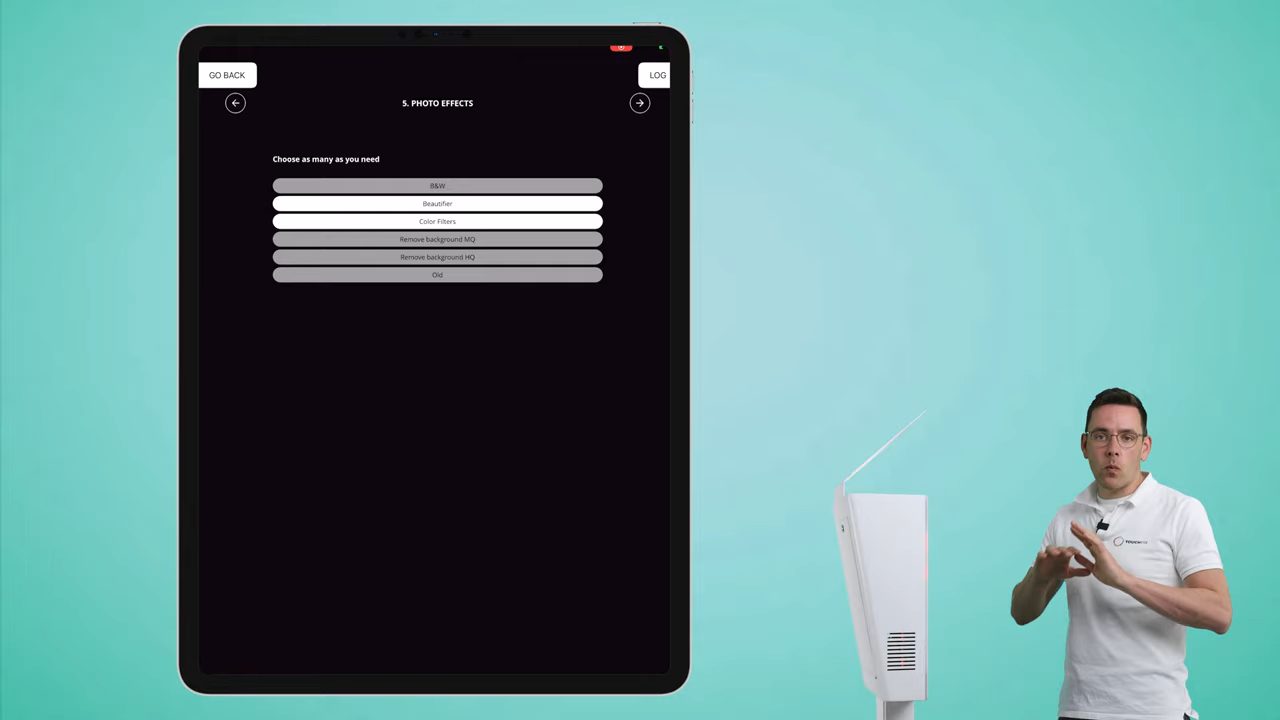 GO BACK
LOG
5. PHOTO EFFECTS
Choose as many as you need
B&W
Beautifier
Color Filters
Remove background MQ
Remove background HQ
Old